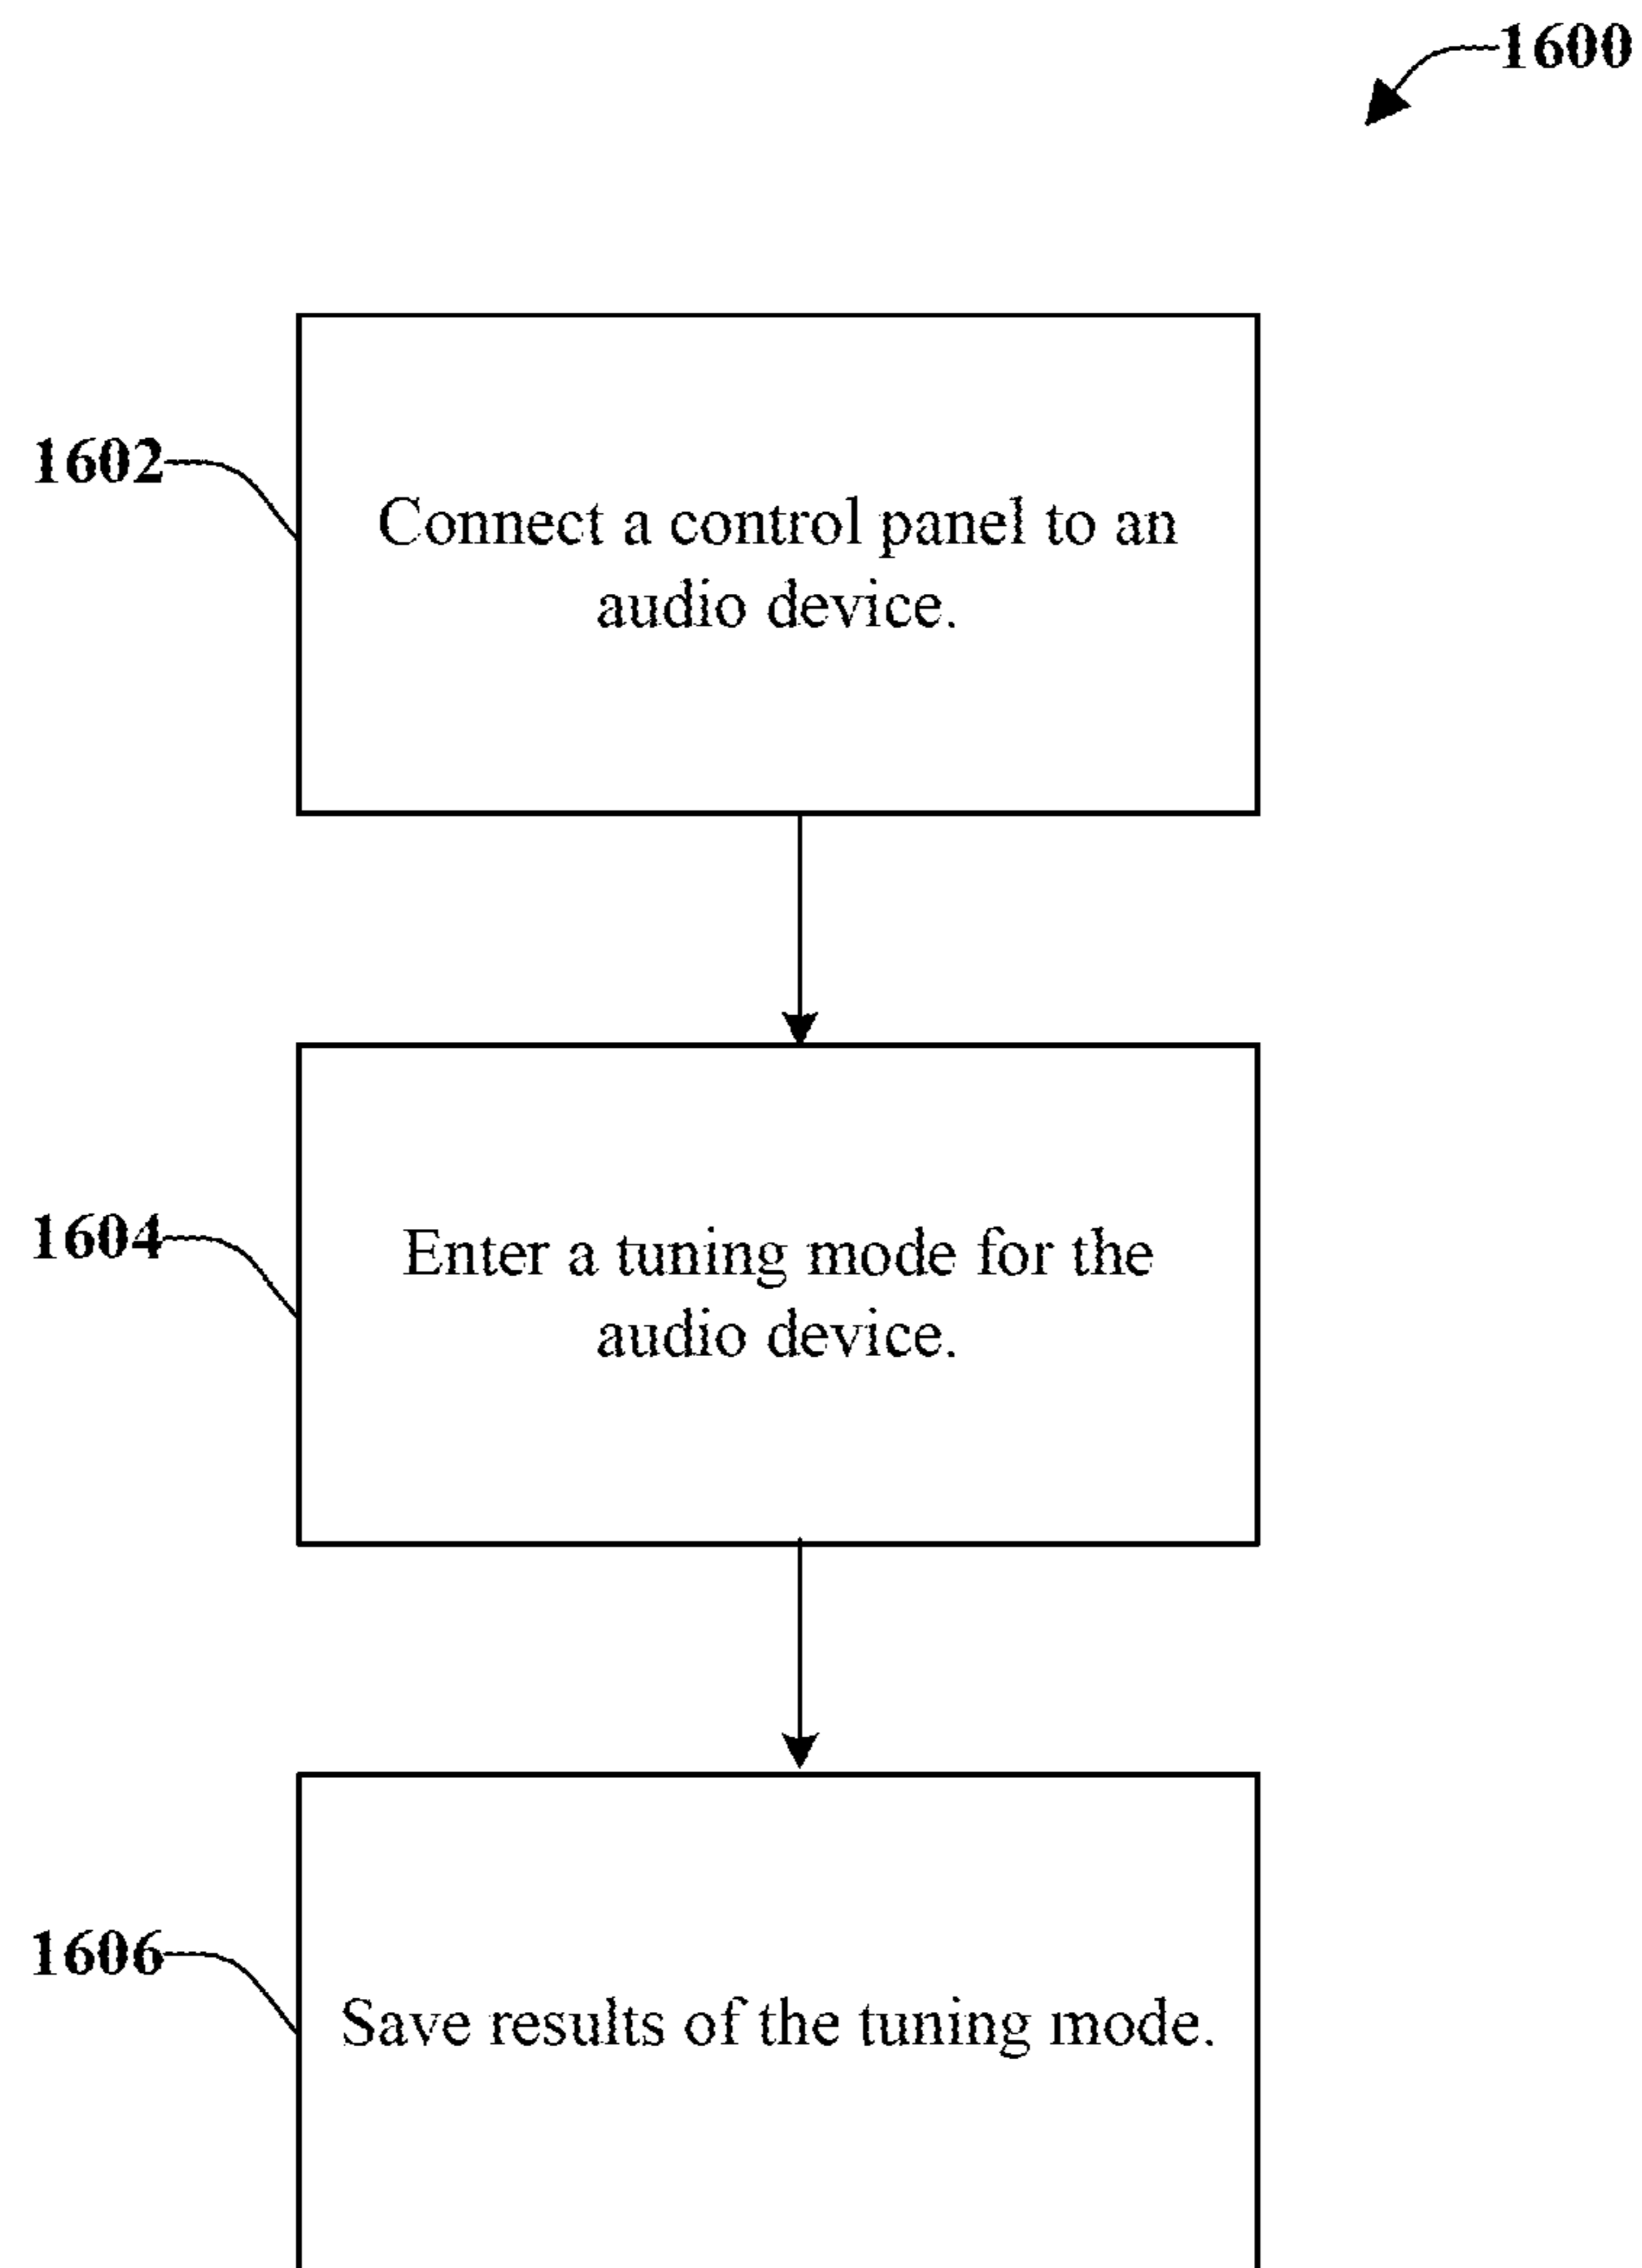 1600
1602
Connect a control panel to an
audio device.
1604
Enter a tuning mode for the
audio device.
1606
Save results of the tuning mode.